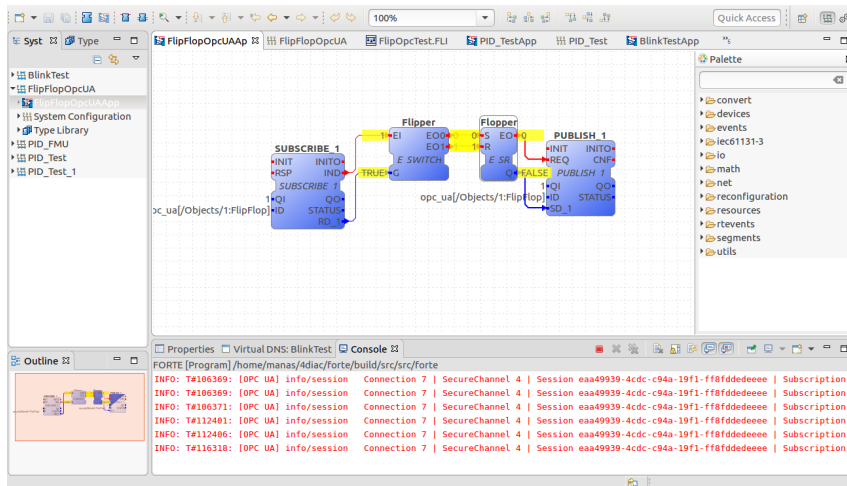 100%
Quick Access
Syst
Type
FlipFlopOpcUAAp
FlipFlopOpcUA
FlipOpcTest.FLI
PID_TestApp
PID_Test
BlinkTestApp
Palette
BlinkTest
FlipFlopOpcUA
FlipFlopOpcUAApp
System Configuration
Type Library
PID_FMU
PID_Test
PID_Test_1
convert
devices
events
iec61131-3
io
math
net
reconfiguration
resources
rtevents
segments
utils
SUBSCRIBE_1
INIT INITO
RSP IND
SUBSCRIBE 1
1 QI QO
pc_ua[/Objects/1:FlipFlop] ID STATUS
RD_1
Flipper
1 EI EO0
EO1 1
E SWITCH
TRUE G
Flopper
0 S EO 0
1 R
E SR
Q FALSE
PUBLISH_1
INIT INITO
REQ CNF
PUBLISH 1
1 QI QO
opc_ua[/Objects/1:FlipFlop] ID STATUS
SD_1
Outline
Properties Virtual DNS: BlinkTest Console
FORTE [Program] /home/manas/4diac/forte/build/src/src/forte
INFO: T#106369: [OPC UA] info/session Connection 7 | SecureChannel 4 | Session eaa49939-4cdc-c94a-19f1-ff8fddedeeee | Subscription
INFO: T#106369: [OPC UA] info/session Connection 7 | SecureChannel 4 | Session eaa49939-4cdc-c94a-19f1-ff8fddedeeee | Subscription
INFO: T#106371: [OPC UA] info/session Connection 7 | SecureChannel 4 | Session eaa49939-4cdc-c94a-19f1-ff8fddedeeee | Subscription
INFO: T#112401: [OPC UA] info/session Connection 7 | SecureChannel 4 | Session eaa49939-4cdc-c94a-19f1-ff8fddedeeee | Subscription
INFO: T#112406: [OPC UA] info/session Connection 7 | SecureChannel 4 | Session eaa49939-4cdc-c94a-19f1-ff8fddedeeee | Subscription
INFO: T#116318: [OPC UA] info/session Connection 7 | SecureChannel 4 | Session eaa49939-4cdc-c94a-19f1-ff8fddedeeee | Subscription